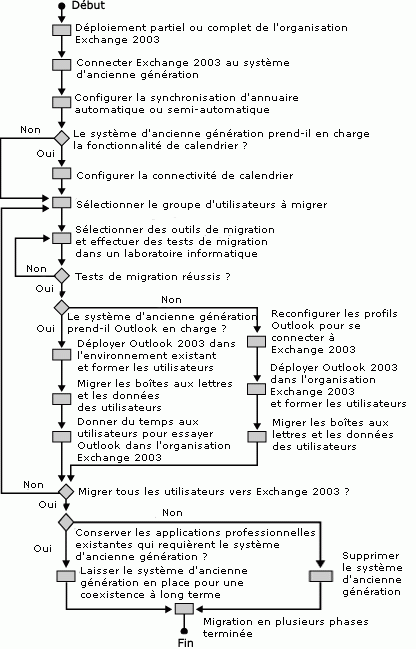 Début
Déploiement partiel ou complet de l'organisation
Exchange 2003
Connecter Exchange 2003 au système
d'ancienne génération
Configurer la synchronisation d'annuaire
automatique ou semi-automatique
Non
Le système d'ancienne génération prend-il en charge
la fonctionnalité de calendrier ?
Oui
Configurer la connectivité de calendrier
Sélectionner le groupe d'utilisateurs à migrer
Sélectionner des outils de migration
et effectuer des tests de migration
dans un laboratoire informatique
Non
Tests de migration réussis ?
Oui
Non
Le système d'ancienne génération
prend-il Outlook en charge ?
Oui
Déployer Outlook 2003 dans
l'environnement existant
et former les utilisateurs
Migrer les boîtes aux lettres
et les données
des utilisateurs
Donner du temps aux
utilisateurs pour essayer
Outlook dans l'organisation
Exchange 2003
Reconfigurer les profils
Outlook pour se
connecter à
Exchange 2003
Déployer Outlook 2003
dans l'organisation
Exchange 2003
et former les utilisateurs
Migrer les boîtes aux
lettres et les données
des utilisateurs
Non
Migrer tous les utilisateurs vers Exchange 2003 ?
Oui
Non
Conserver les applications professionnelles
existantes qui requièrent le système
d'ancienne génération ?
Oui
Laisser le système d'ancienne
génération en place pour une
coexistence à long terme
Supprimer
le système
d'ancienne
génération
Migration en plusieurs phases
terminée
Fin